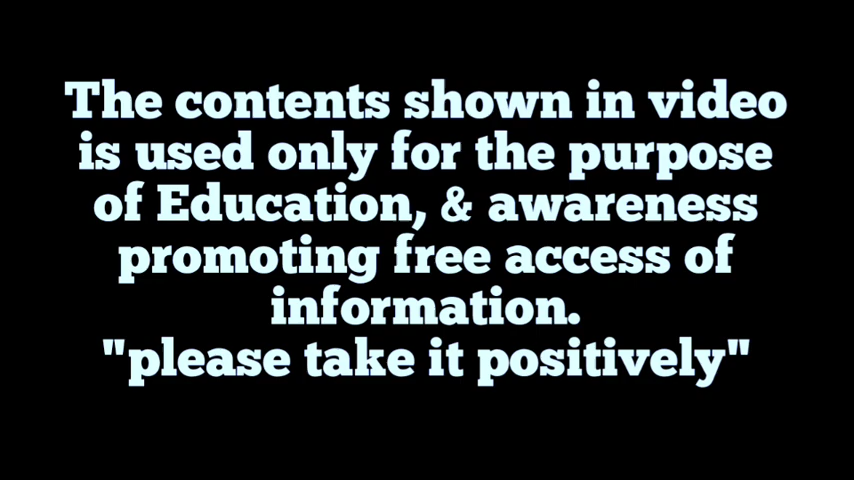 The contents shown in video
is used only for the purpose
of Education, & awareness
promoting free access of
information.
"please take it positively"